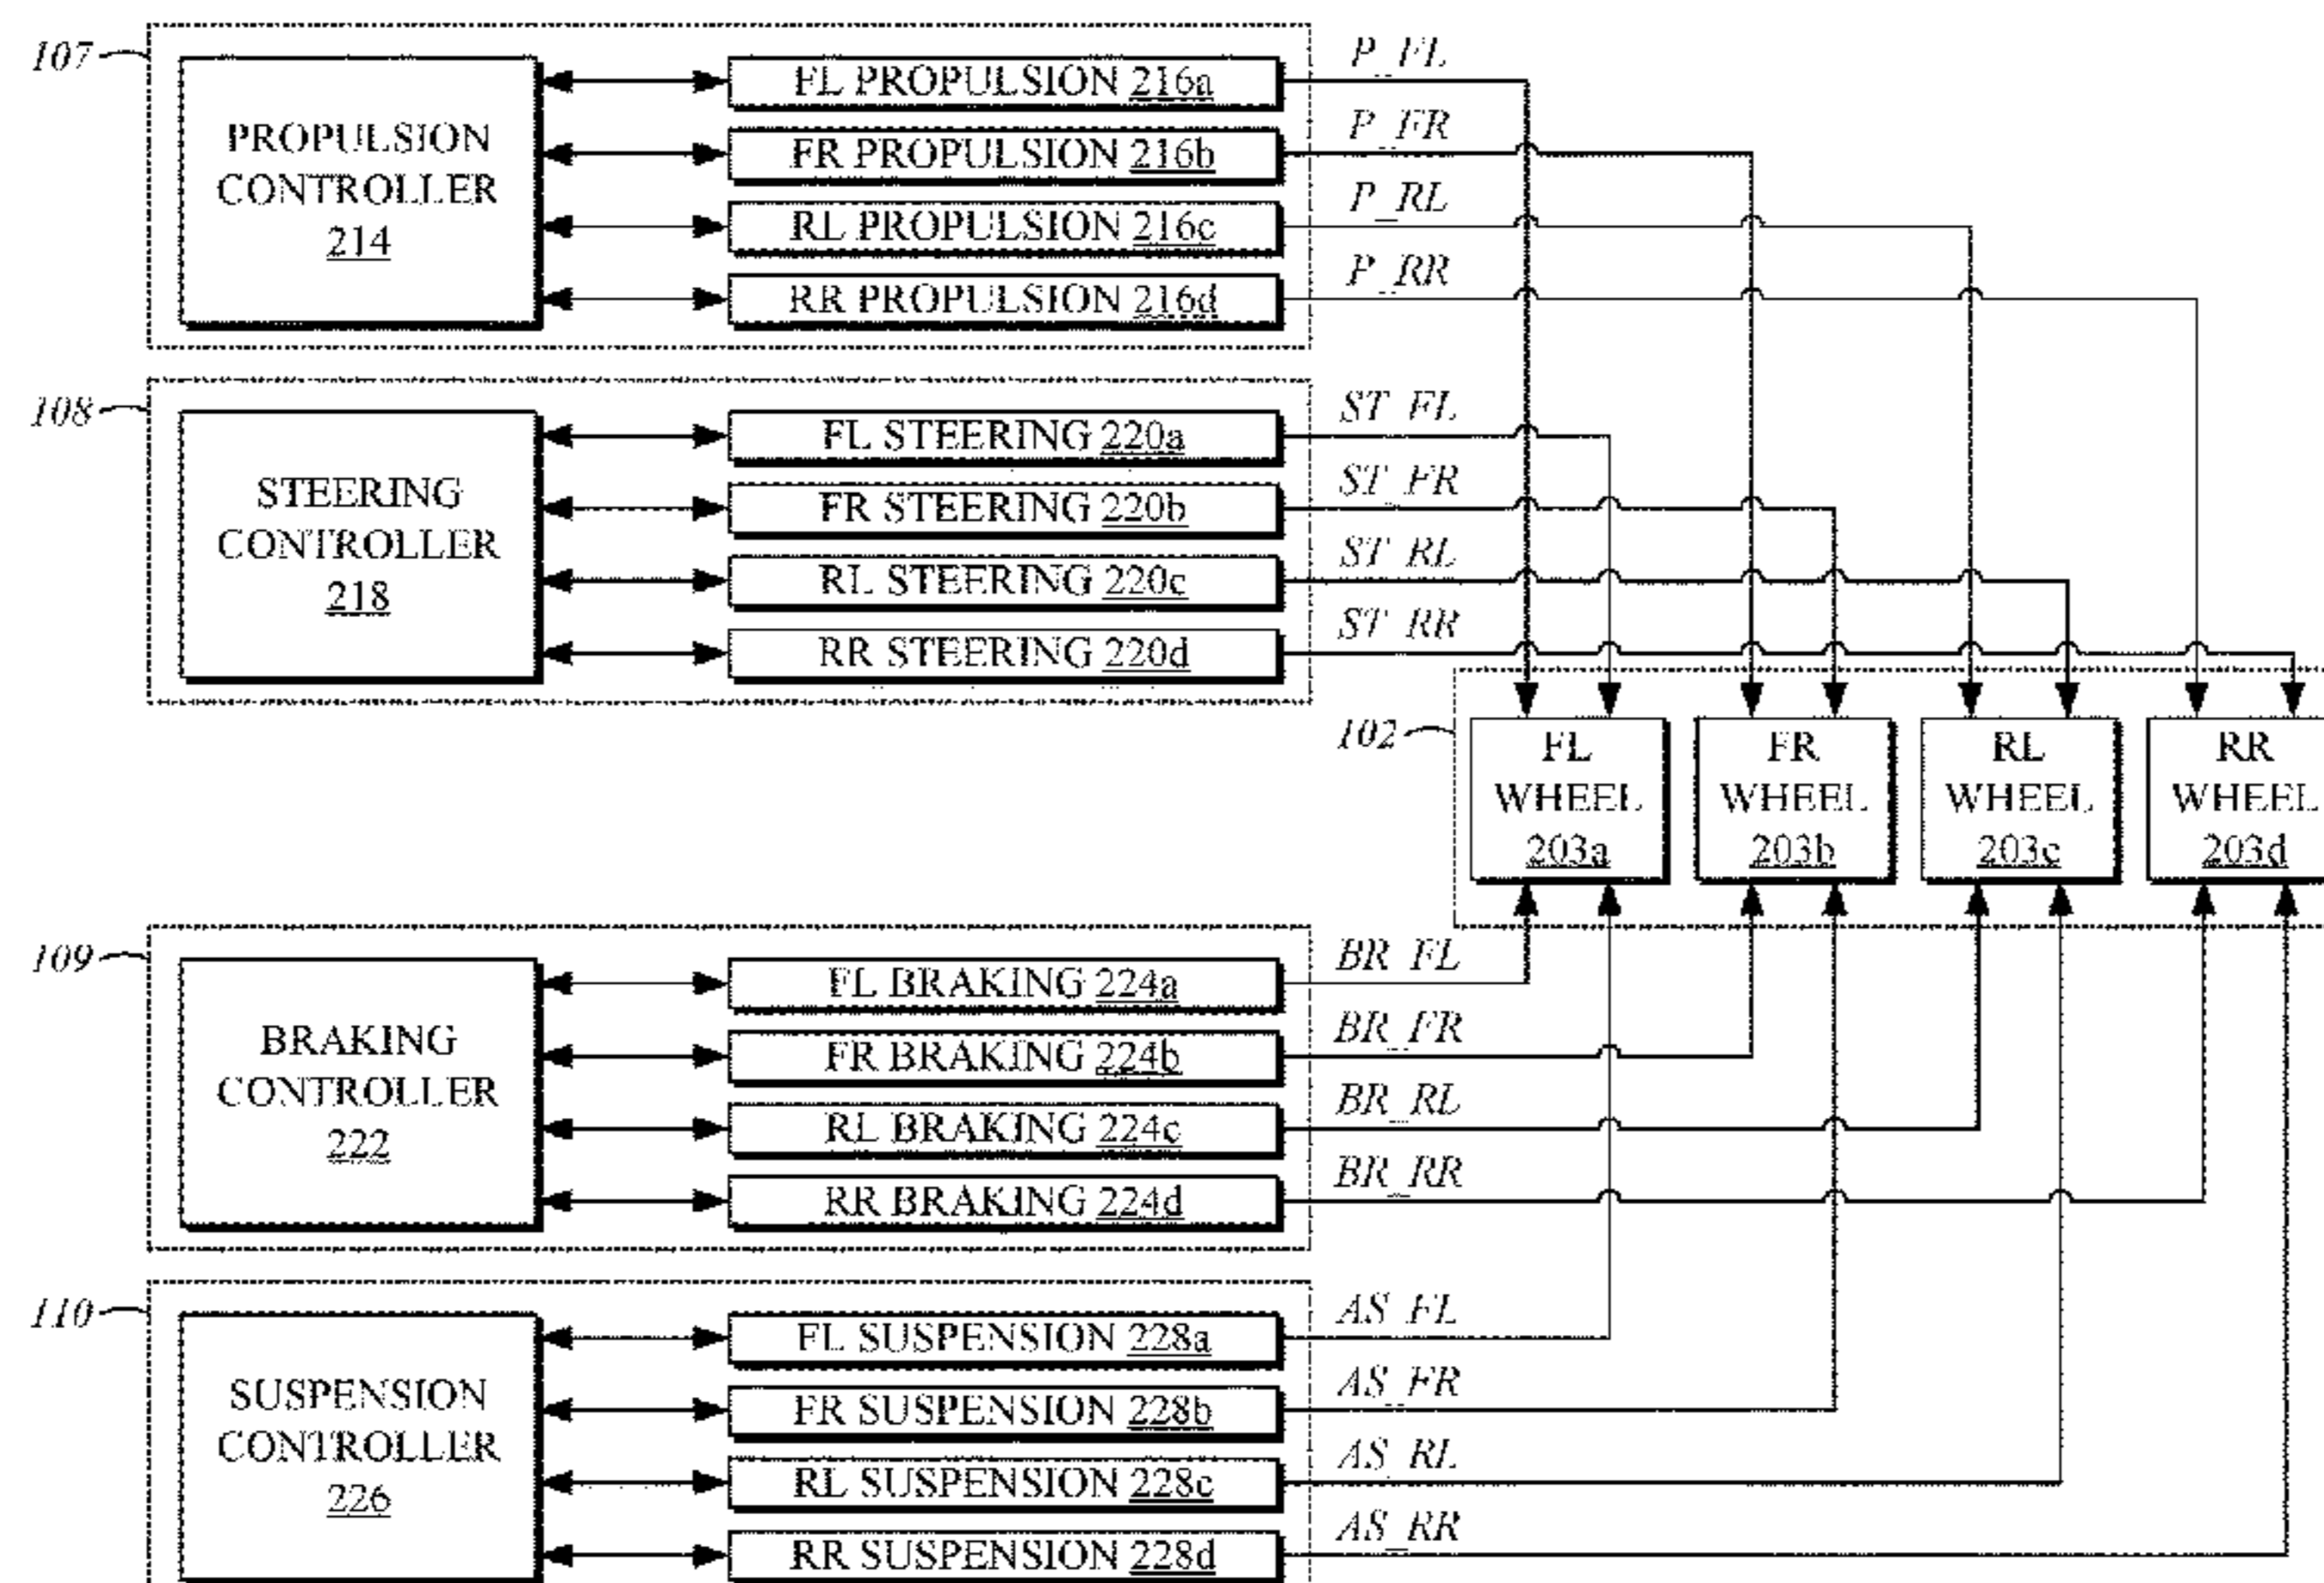 107
PROPULSION
CONTROLLER
214
FL PROPULSION 216a
FR PROPULSION 216b
RL PROPULSION 216c
RR PROPULSION 216d
P_FL
P_FR
P_RL
P_RR
108
STEERING
CONTROLLER
218
FL STEERING 220a
FR STEERING 220b
RL STEERING 220c
RR STEERING 220d
ST_FL
ST_FR
ST_RL
ST_RR
102
FL
WHEEL
203a
FR
WHEEL
203b
RL
WHEEL
203c
RR
WHEEL
203d
109
BRAKING
CONTROLLER
222
FL BRAKING 224a
FR BRAKING 224b
RL BRAKING 224c
RR BRAKING 224d
BR_FL
BR_FR
BR_RL
BR_RR
110
SUSPENSION
CONTROLLER
226
FL SUSPENSION 228a
FR SUSPENSION 228b
RL SUSPENSION 228c
RR SUSPENSION 228d
AS_FL
AS_FR
AS_RL
AS_RR